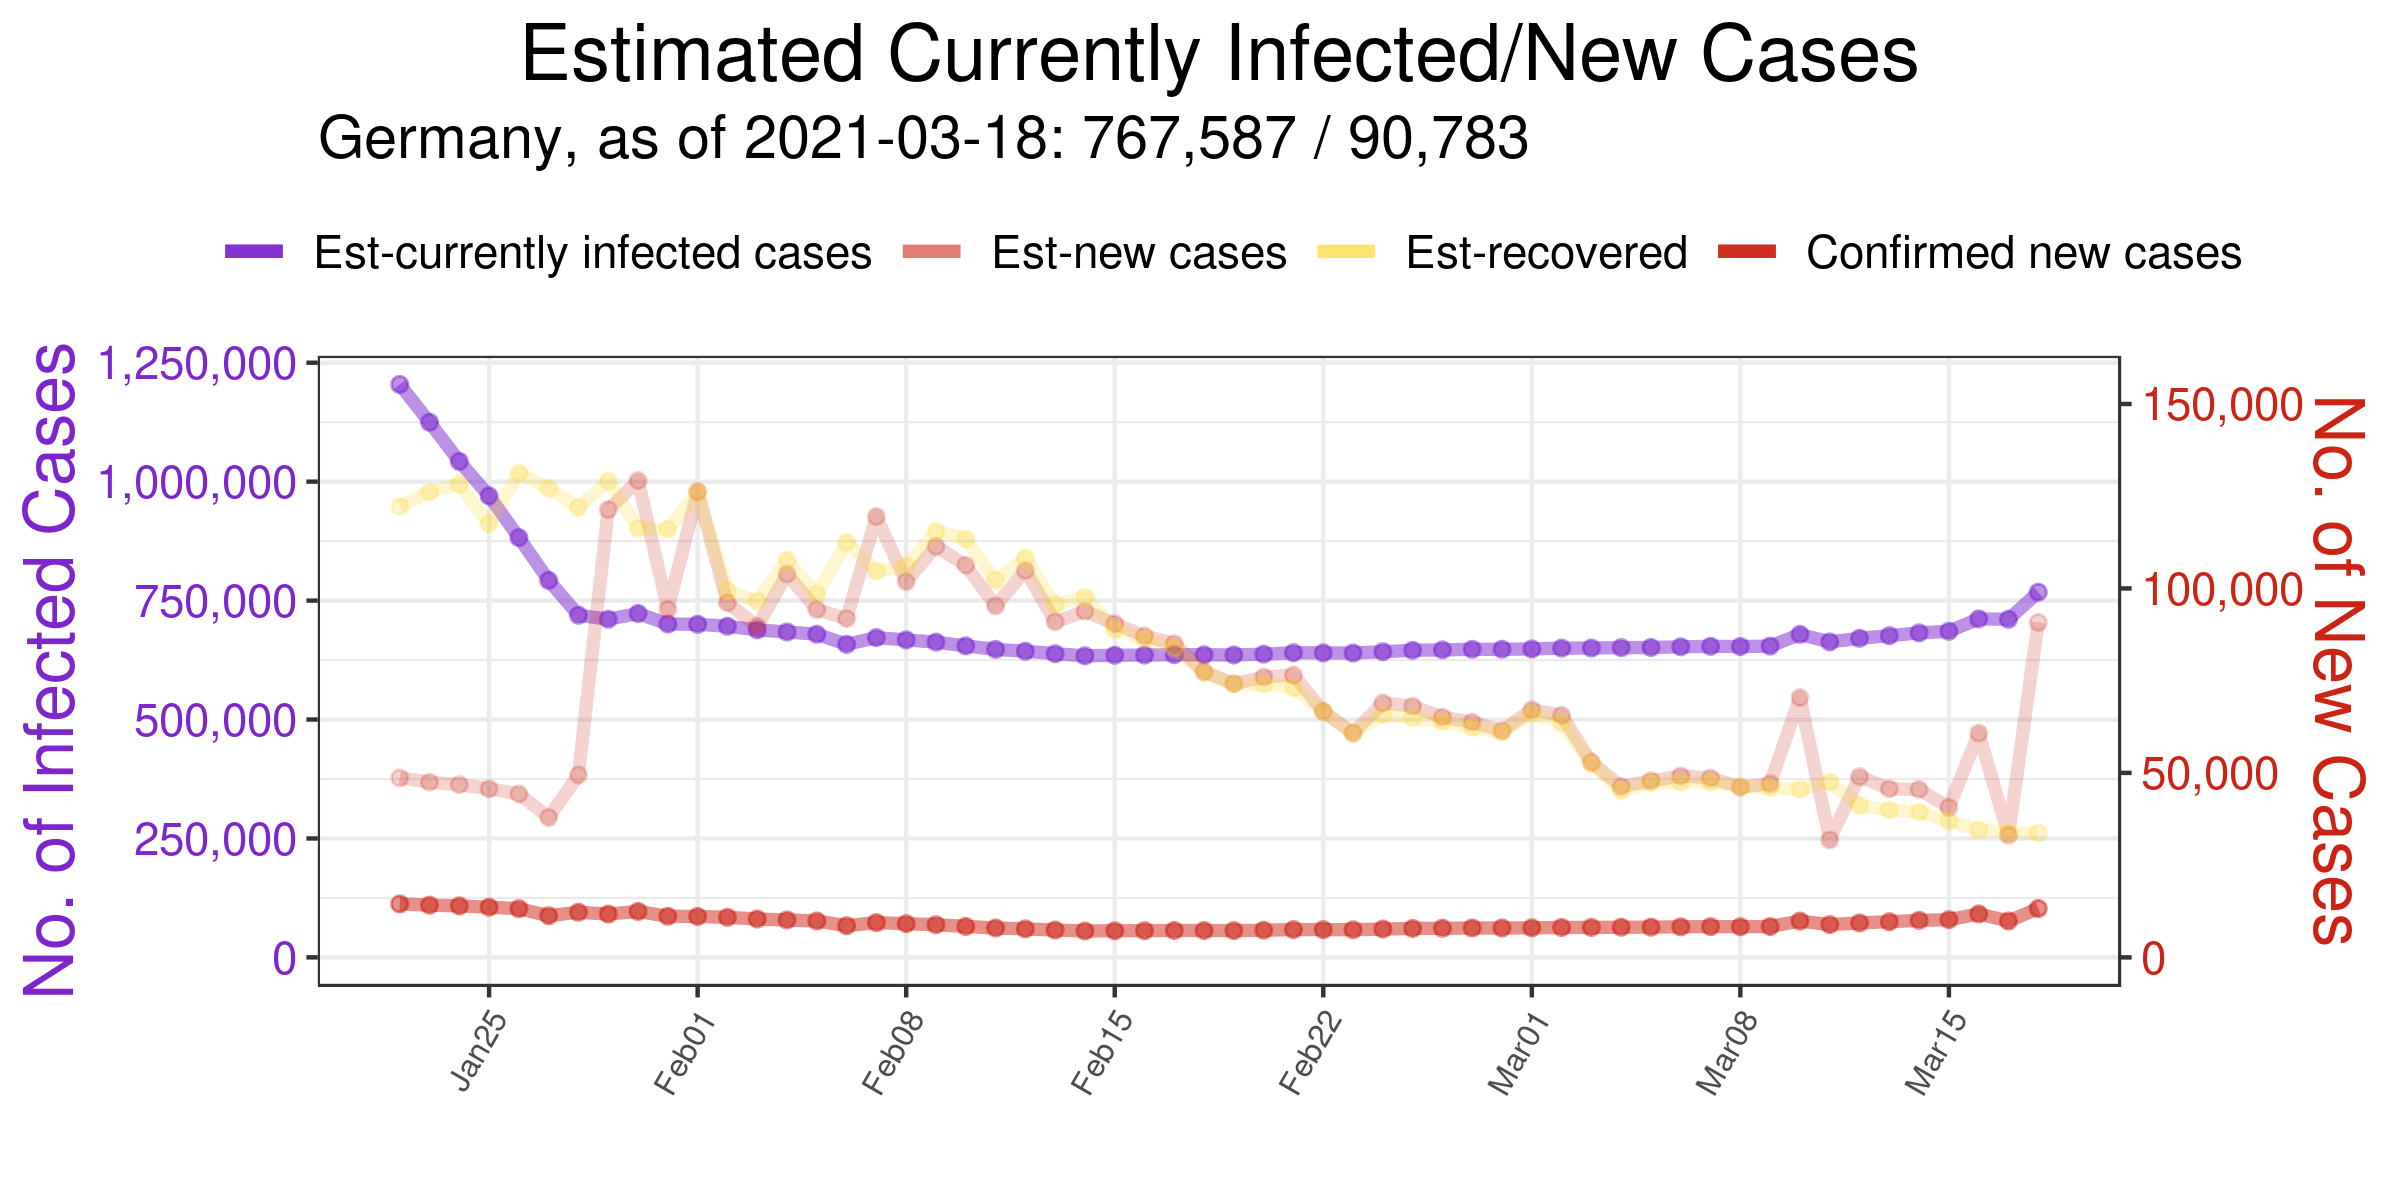 Estimated Currently Infected/New Cases
Germany, as of 2021-03-18: 767,587 / 90,783
Est-currently infected cases Est-new cases Est-recovered Confirmed new cases
No. of Infected Cases
1,250,000
1,000,000
750,000
500,000
250,000
0
150,000
100,000
50,000
0
No. of New Cases
Jan25 Feb01 Feb08 Feb15 Feb22 Mar01 Mar08 Mar15